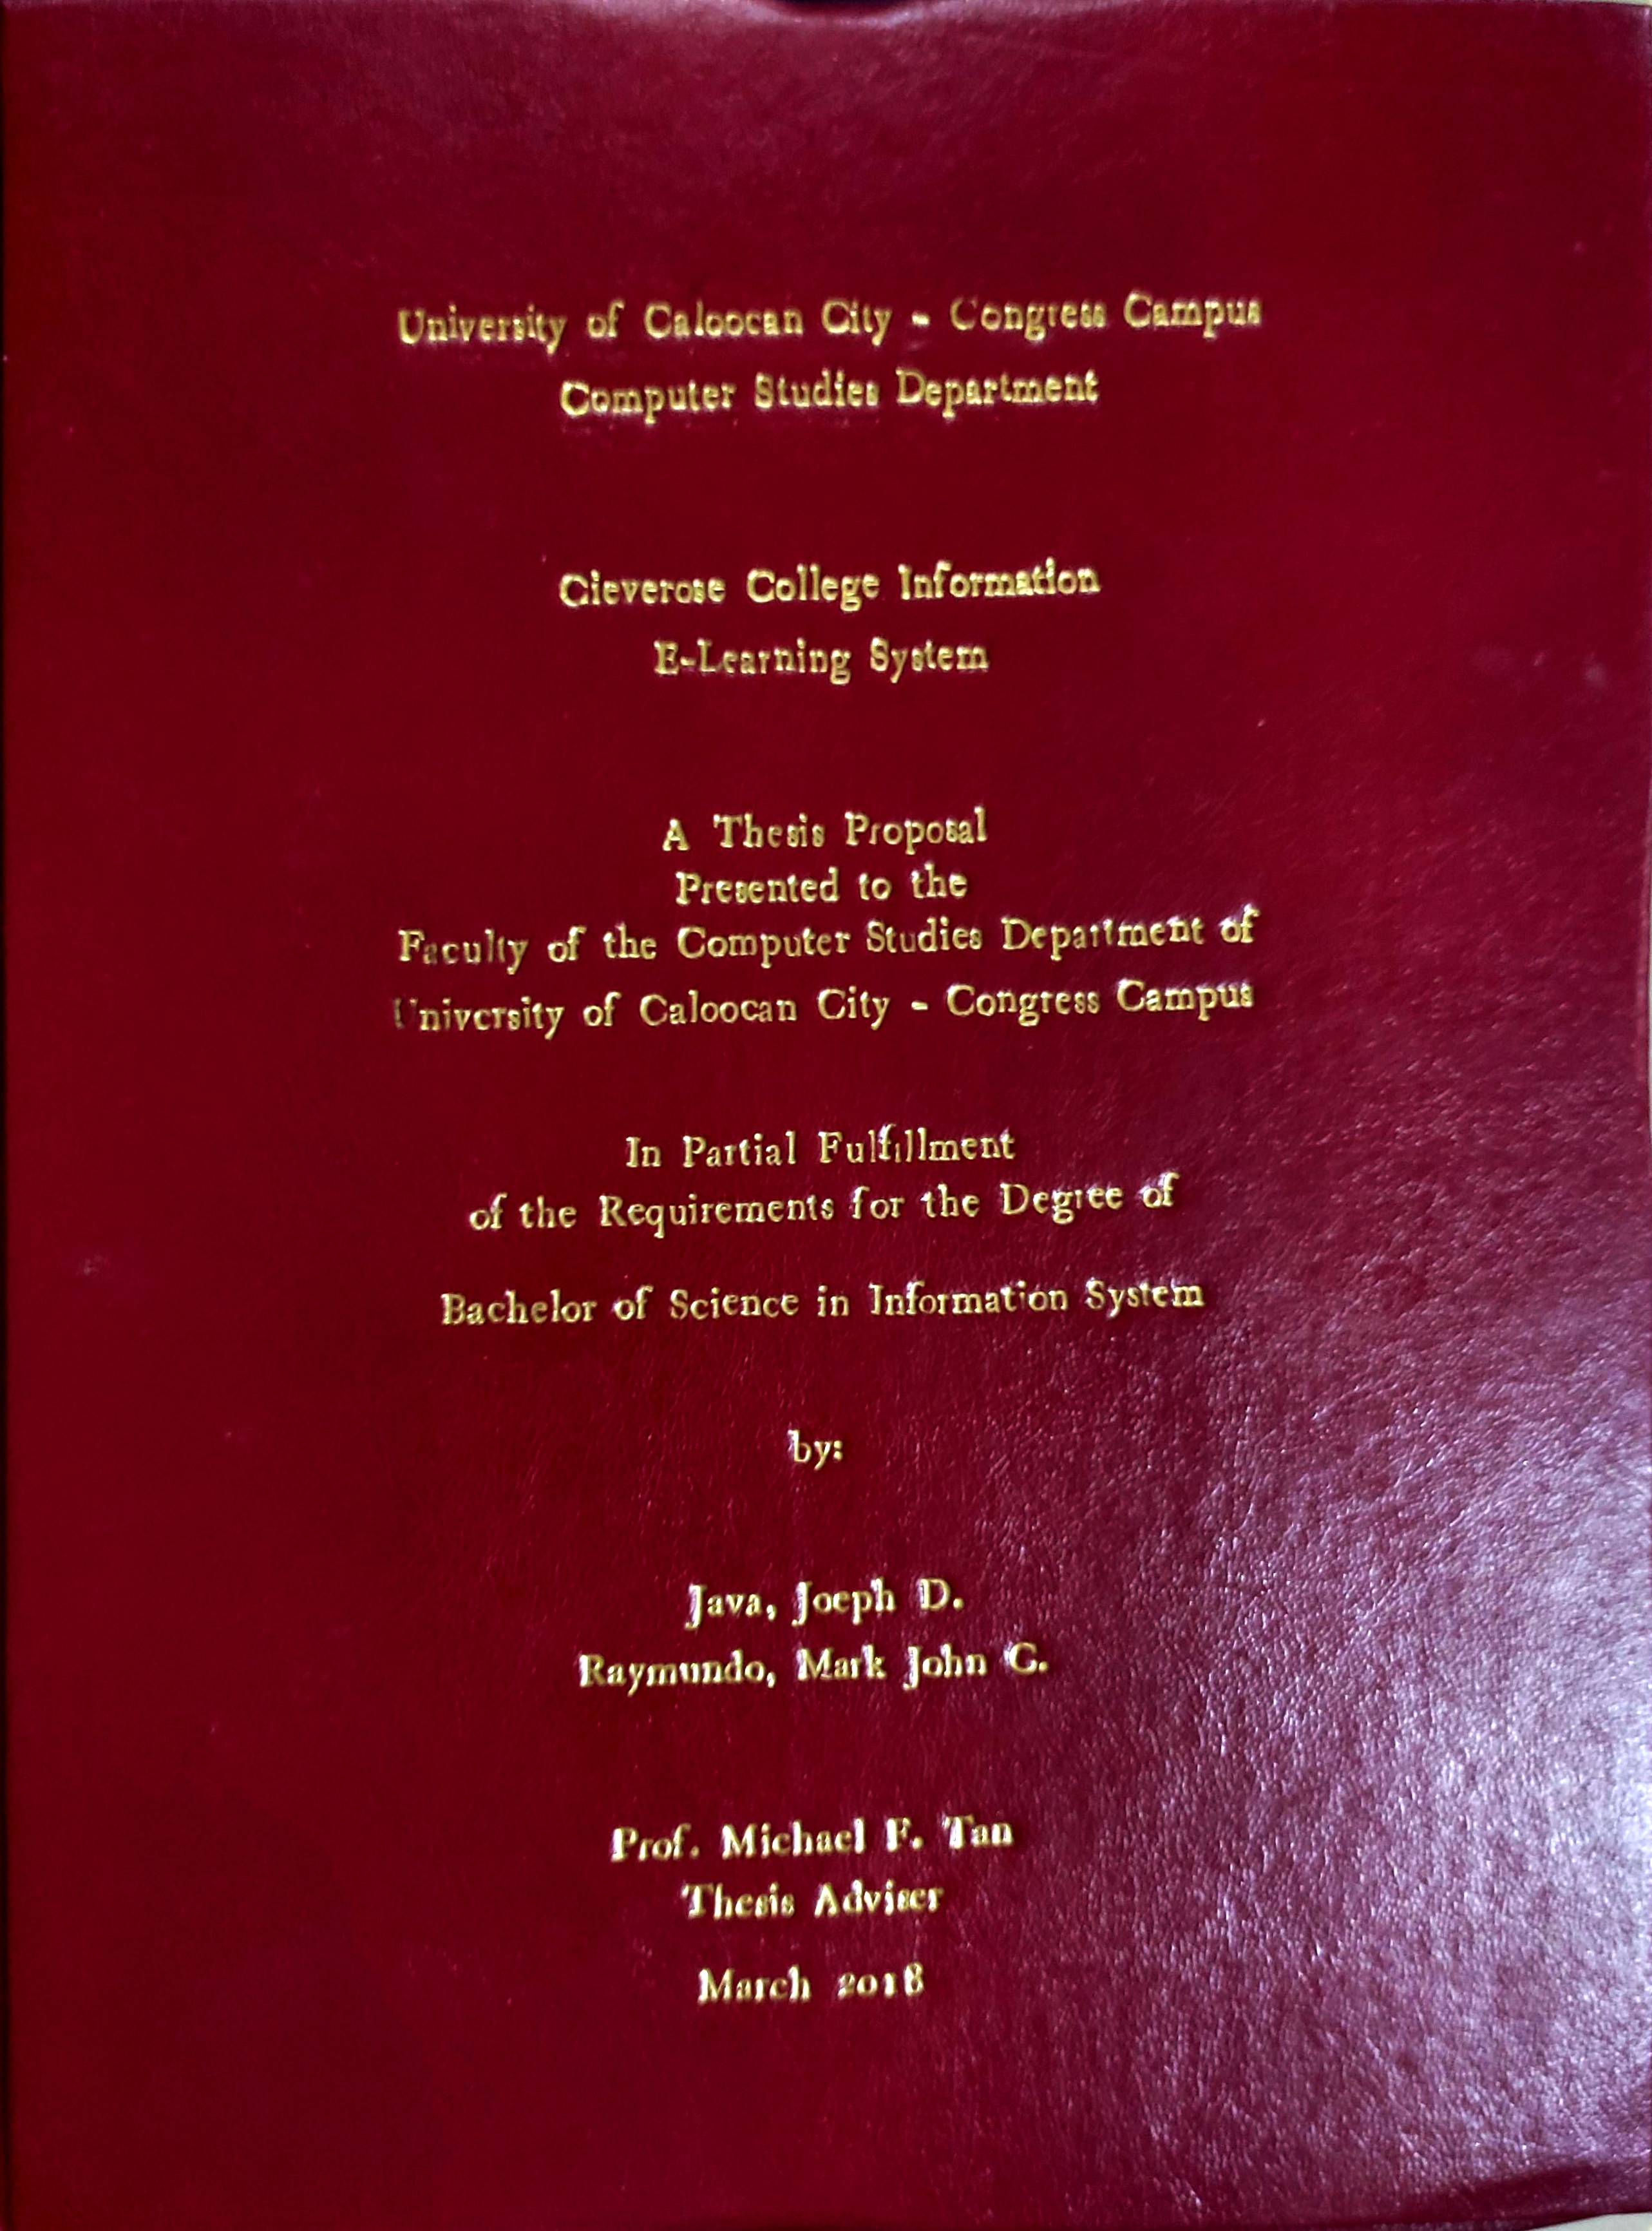 University of Caloocan City - Congress Campus
Computer Studies Department
Cieverose College Information
E-Learning System
A Thesis Proposal
Presented to the
Faculty of the Computer Studies Department of
University of Caloocan City - Congress Campus
In Partial Fulfillment
of the Requirements for the Degree of
Bachelor of Science in Information System
by:
Java, Joeph D.
Raymundo, Mark John G.
Prof. Michael F. Tan
Thesis Adviser
March 2018